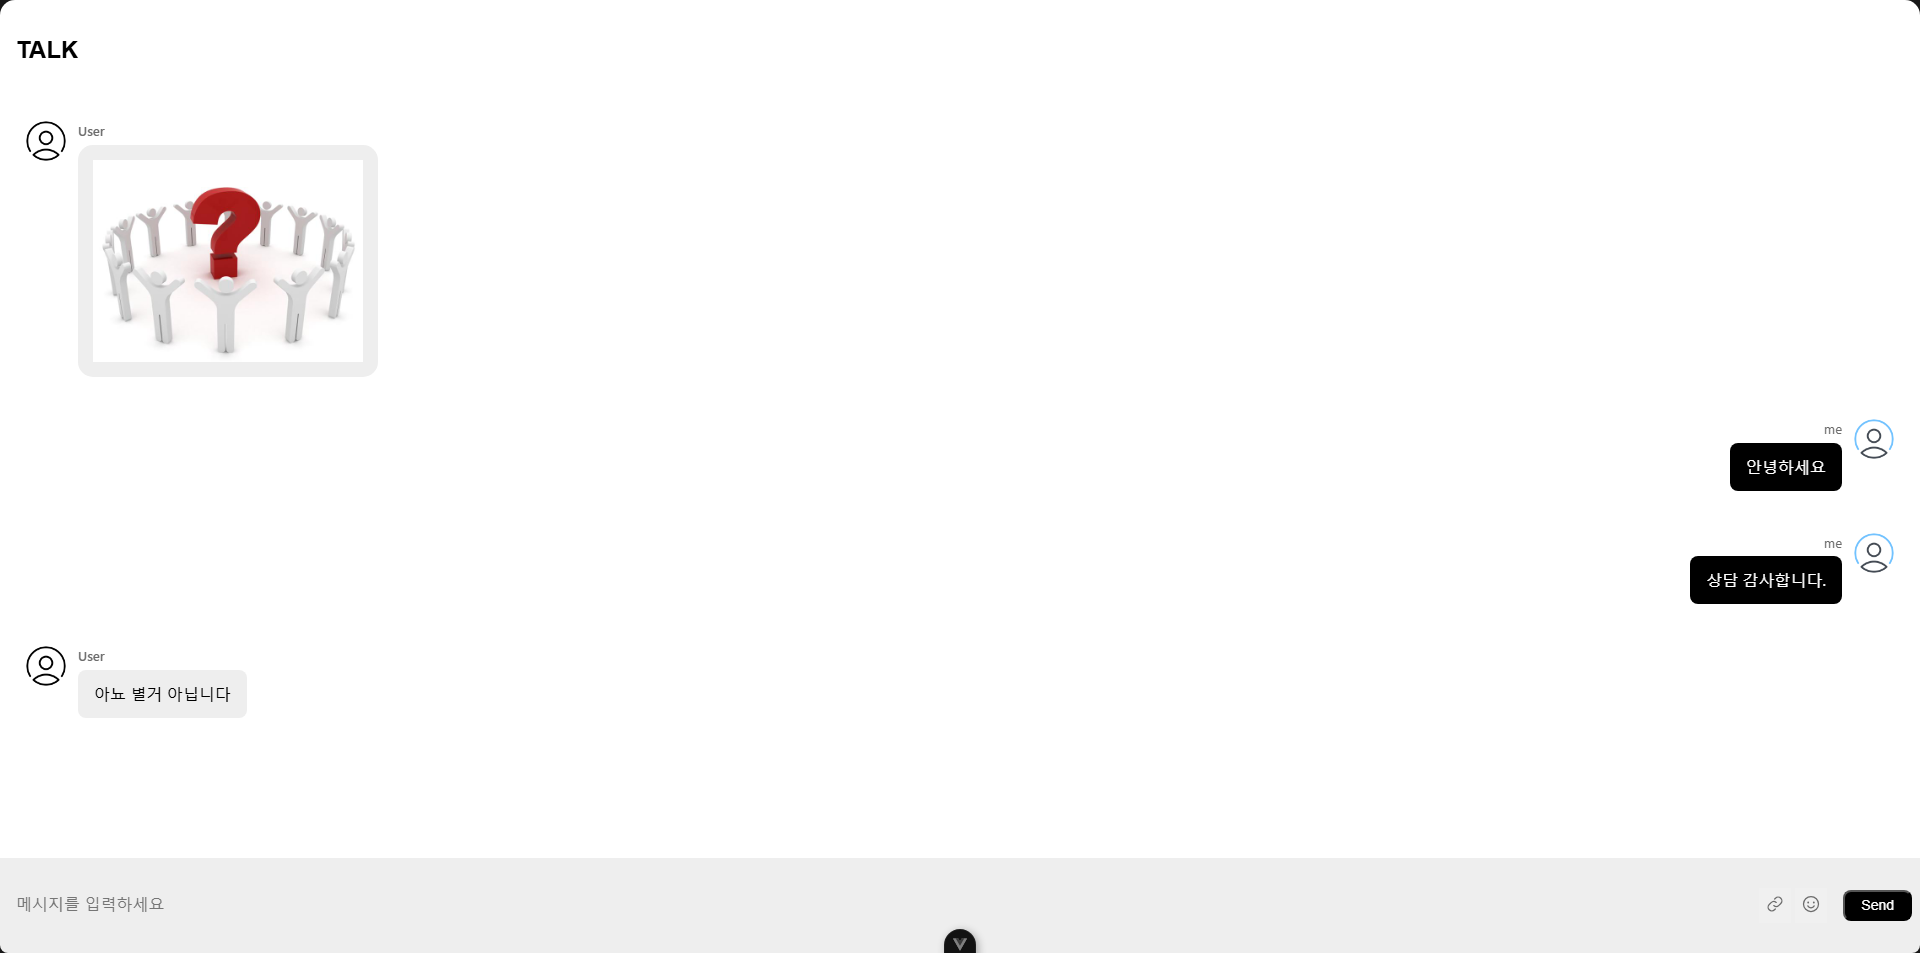 TALK
User
?
me
안녕하세요
me
상담 감사합니다.
User
아뇨 별거 아닙니다
메시지를 입력하세요
Send